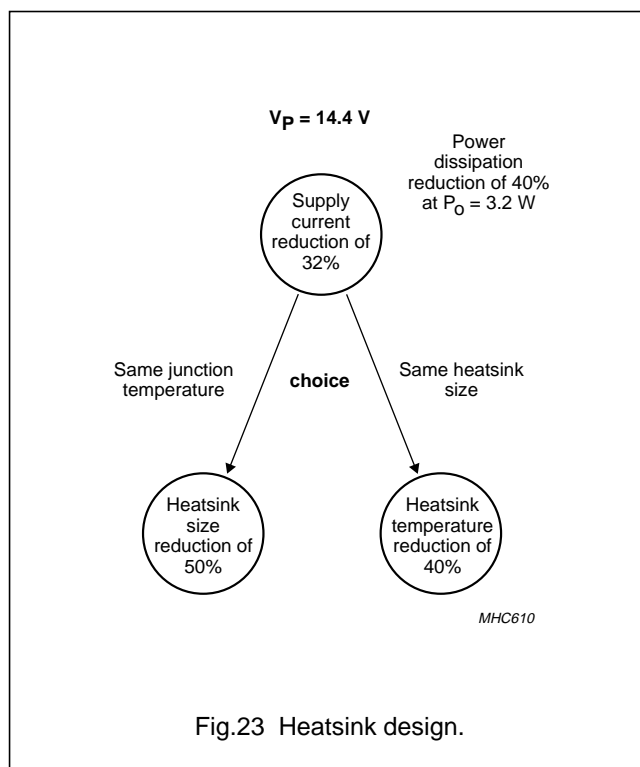 VP = 14.4 V
Power
dissipation
reduction of 40%
at Po = 3.2 W
Supply
current
reduction of
32%
Same junction
temperature
choice
Same heatsink
size
Heatsink
size
reduction of
50%
Heatsink
temperature
reduction of
40%
MHC610
Fig.23 Heatsink design.